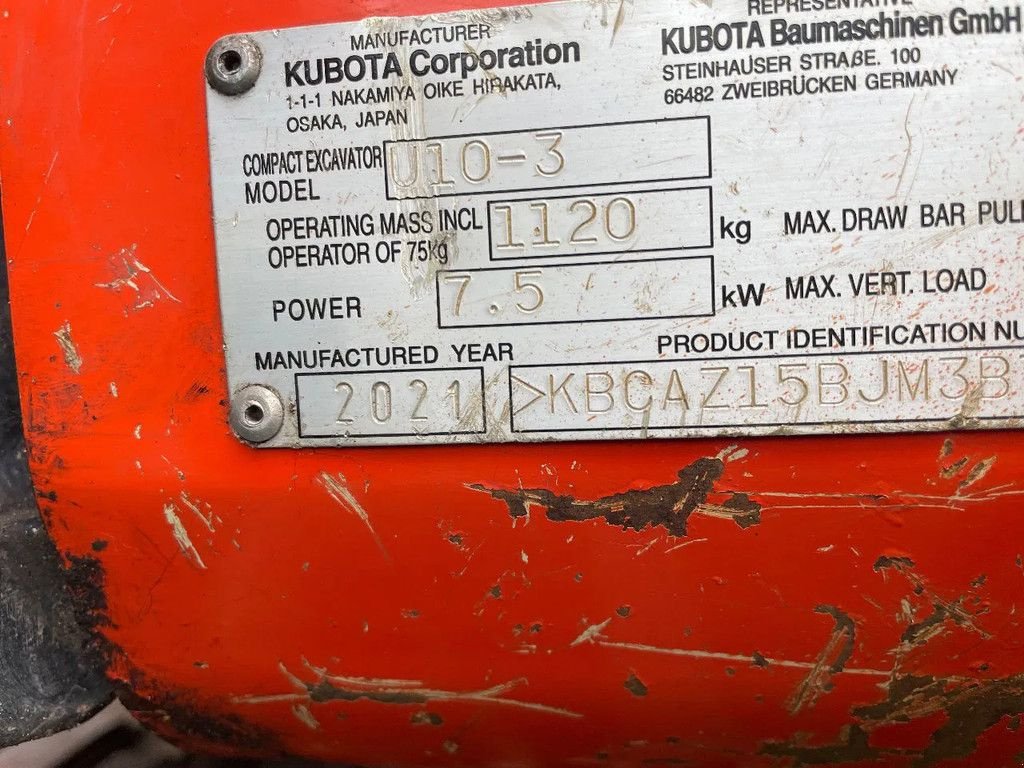 MANUFACTURER
KUBOTA Corporation
1-1-1 NAKAMIYA OIKE HIRAKATA,
OSAKA, JAPAN
REPRESENTATIVE
KUBOTA Baumaschinen GmbH
STEINHAUSER STRAßE. 100
66482 ZWEIBRÜCKEN GERMANY
COMPACT EXCAVATOR
MODEL
U10-3
OPERATING MASS INCL
OPERATOR OF 75kg
1120 kg
MAX. DRAW BAR PULL
POWER 7.5 kW
MAX. VERT. LOAD
MANUFACTURED YEAR
2021
PRODUCT IDENTIFICATION NU
>KBCAZ15BJM3B